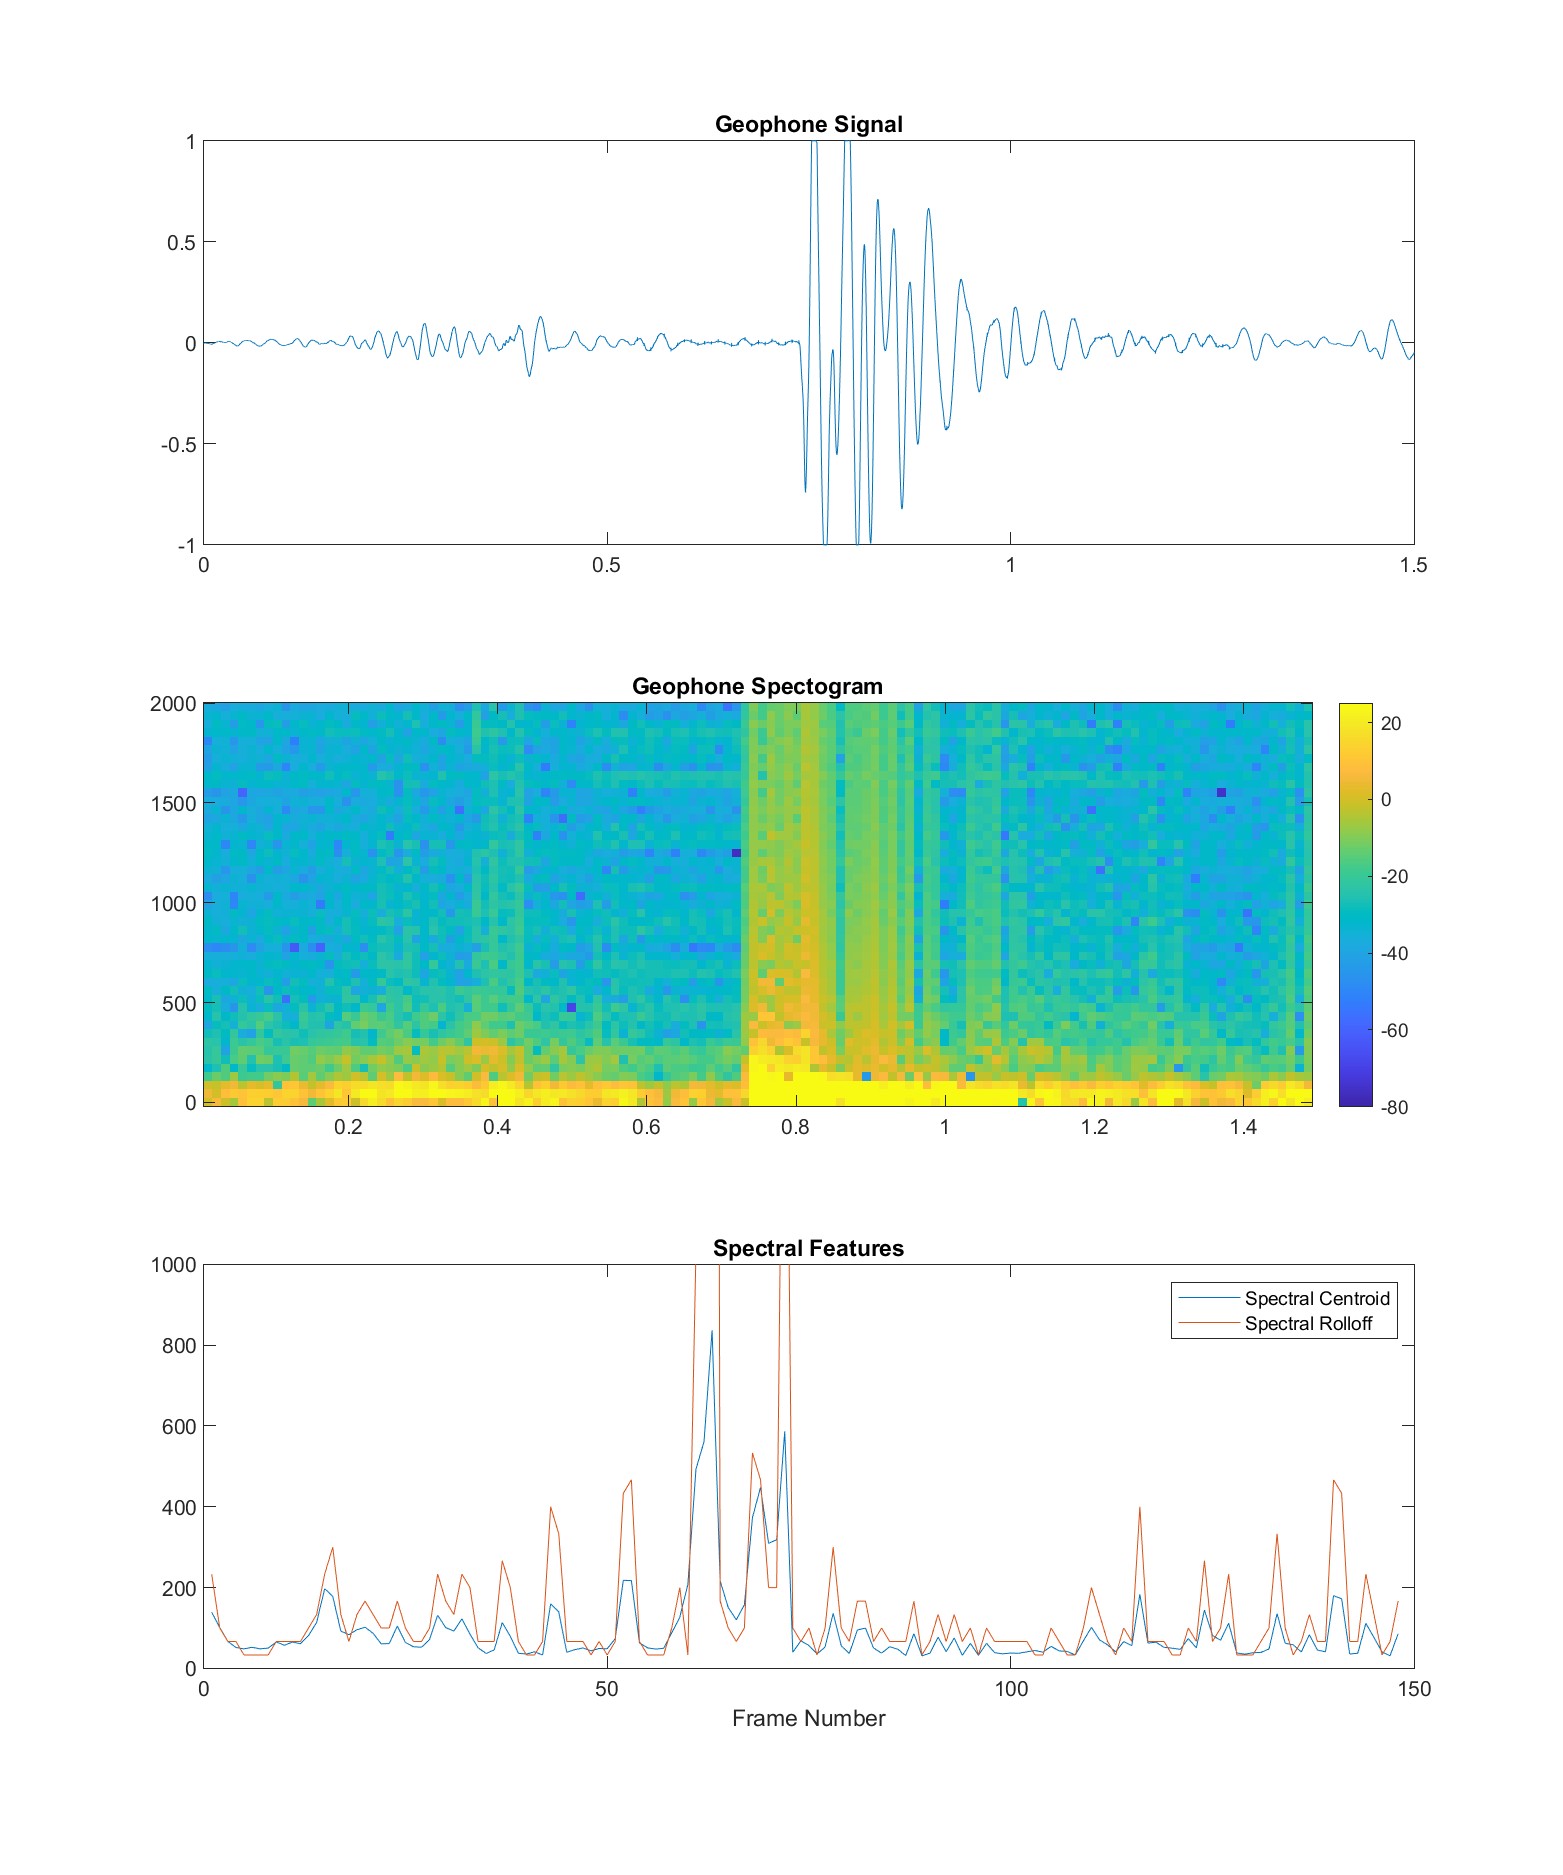 Geophone Signal
1
0.5
0
-0.5
-1
0 0.5 1 1.5
Geophone Spectogram
2000
1500
1000
500
0
20
0
-20
-40
-60
-80
0.2 0.4 0.6 0.8 1 1.2 1.4
Spectral Features
1000
800
600
400
200
0
Spectral Centroid
Spectral Rolloff
0 50 100 150
Frame Number